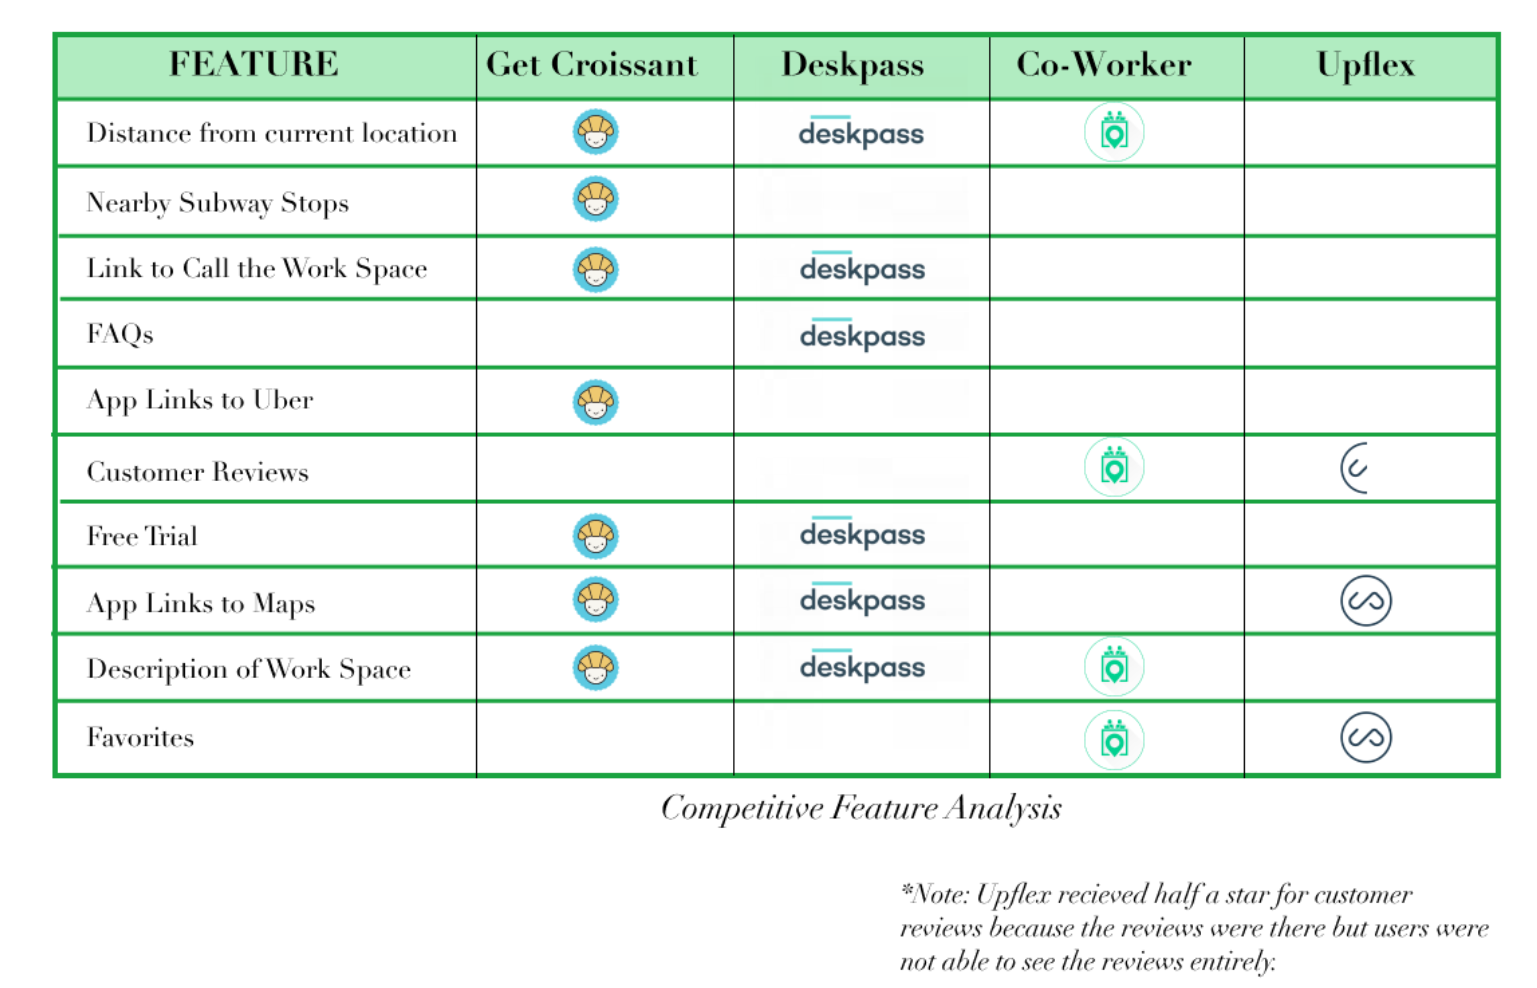 FEATURE Get Croissant Deskpass Co-Worker Upflex
Distance from current location deskpass
Nearby Subway Stops
Link to Call the Work Space deskpass
FAQs deskpass
App Links to Uber
Customer Reviews
Free Trial deskpass
App Links to Maps deskpass
Description of Work Space deskpass
Favorites
Competitive Feature Analysis
*Note: Upflex recieved half a star for customer
reviews because the reviews were there but users were
not able to see the reviews entirely.